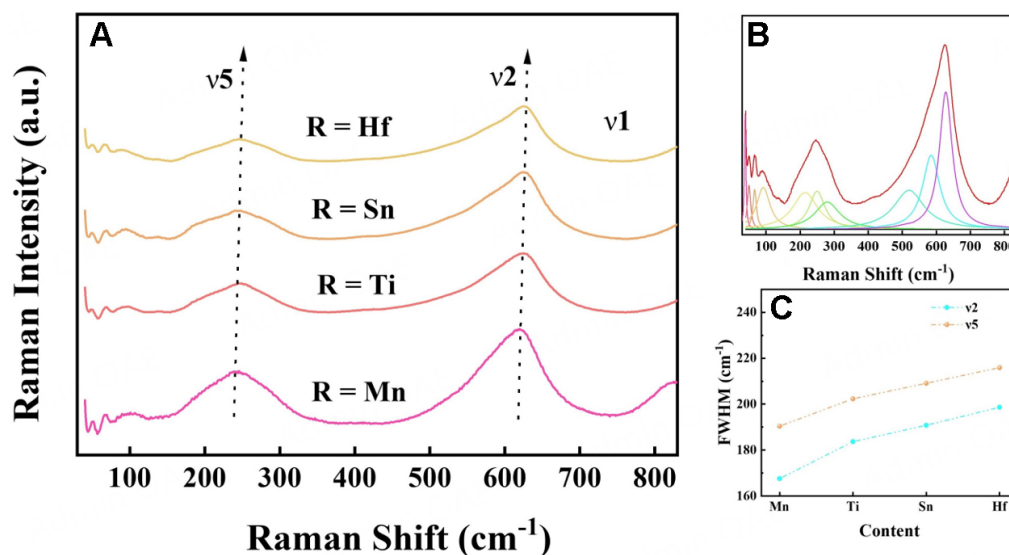 A
ν5
ν2
ν1
R = Hf
R = Sn
R = Ti
R = Mn
Raman Intensity (a.u.)
100 200 300 400 500 600 700 800
Raman Shift (cm⁻¹)
B
100 200 300 400 500 600 700 800
Raman Shift (cm⁻¹)
C
ν2
ν5
240
220
200
180
160
FWHM (cm⁻¹)
Mn Ti Sn Hf
Content